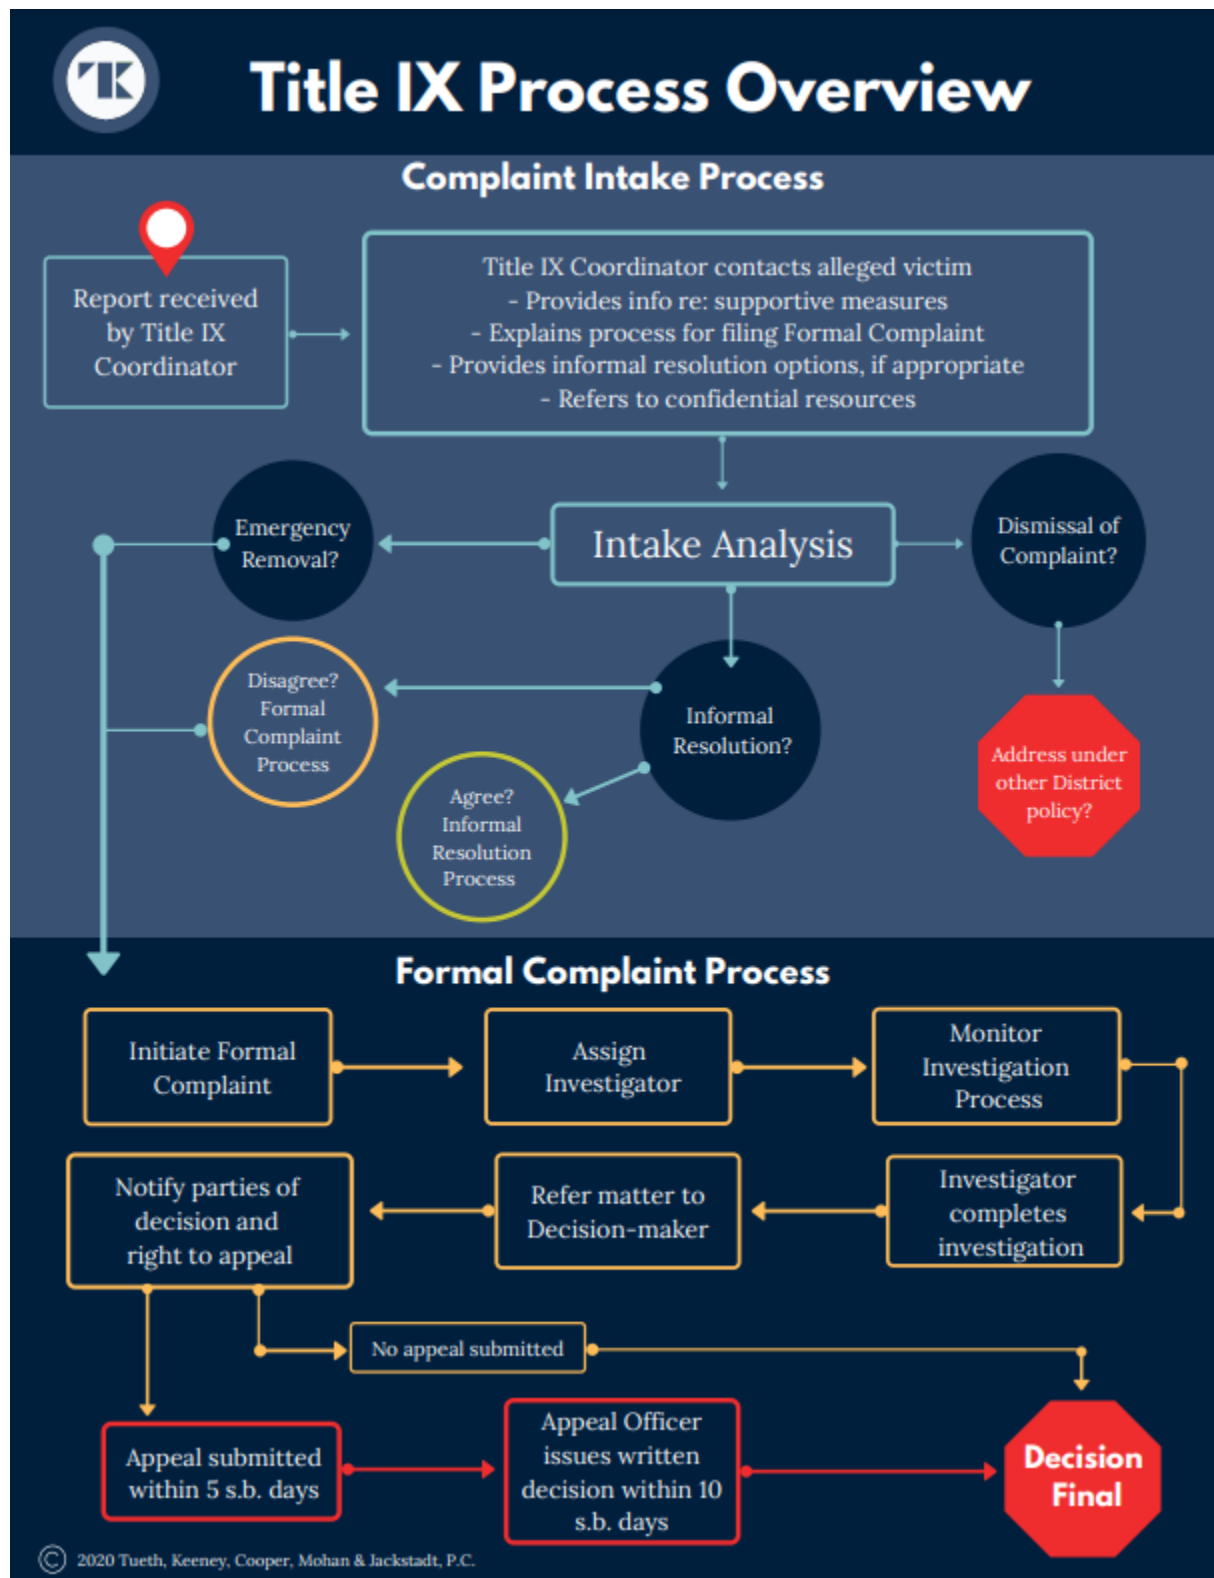 TK
Title IX Process Overview
Complaint Intake Process
Report received
by Title IX
Coordinator
Title IX Coordinator contacts alleged victim
- Provides info re: supportive measures
- Explains process for filing Formal Complaint
- Provides informal resolution options, if appropriate
- Refers to confidential resources
Emergency
Removal?
Intake Analysis
Dismissal of
Complaint?
Disagree?
Formal
Complaint
Process
Informal
Resolution?
Address under
other District
policy?
Agree?
Informal
Resolution
Process
Formal Complaint Process
Initiate Formal
Complaint
Assign
Investigator
Monitor
Investigation
Process
Investigator
completes
investigation
Refer matter to
Decision-maker
Notify parties of
decision and
right to appeal
No appeal submitted
Appeal submitted
within 5 s.b. days
Appeal Officer
issues written
decision within 10
s.b. days
Decision
Final
© 2020 Tueth, Keeney, Cooper, Mohan & Jackstadt, P.C.